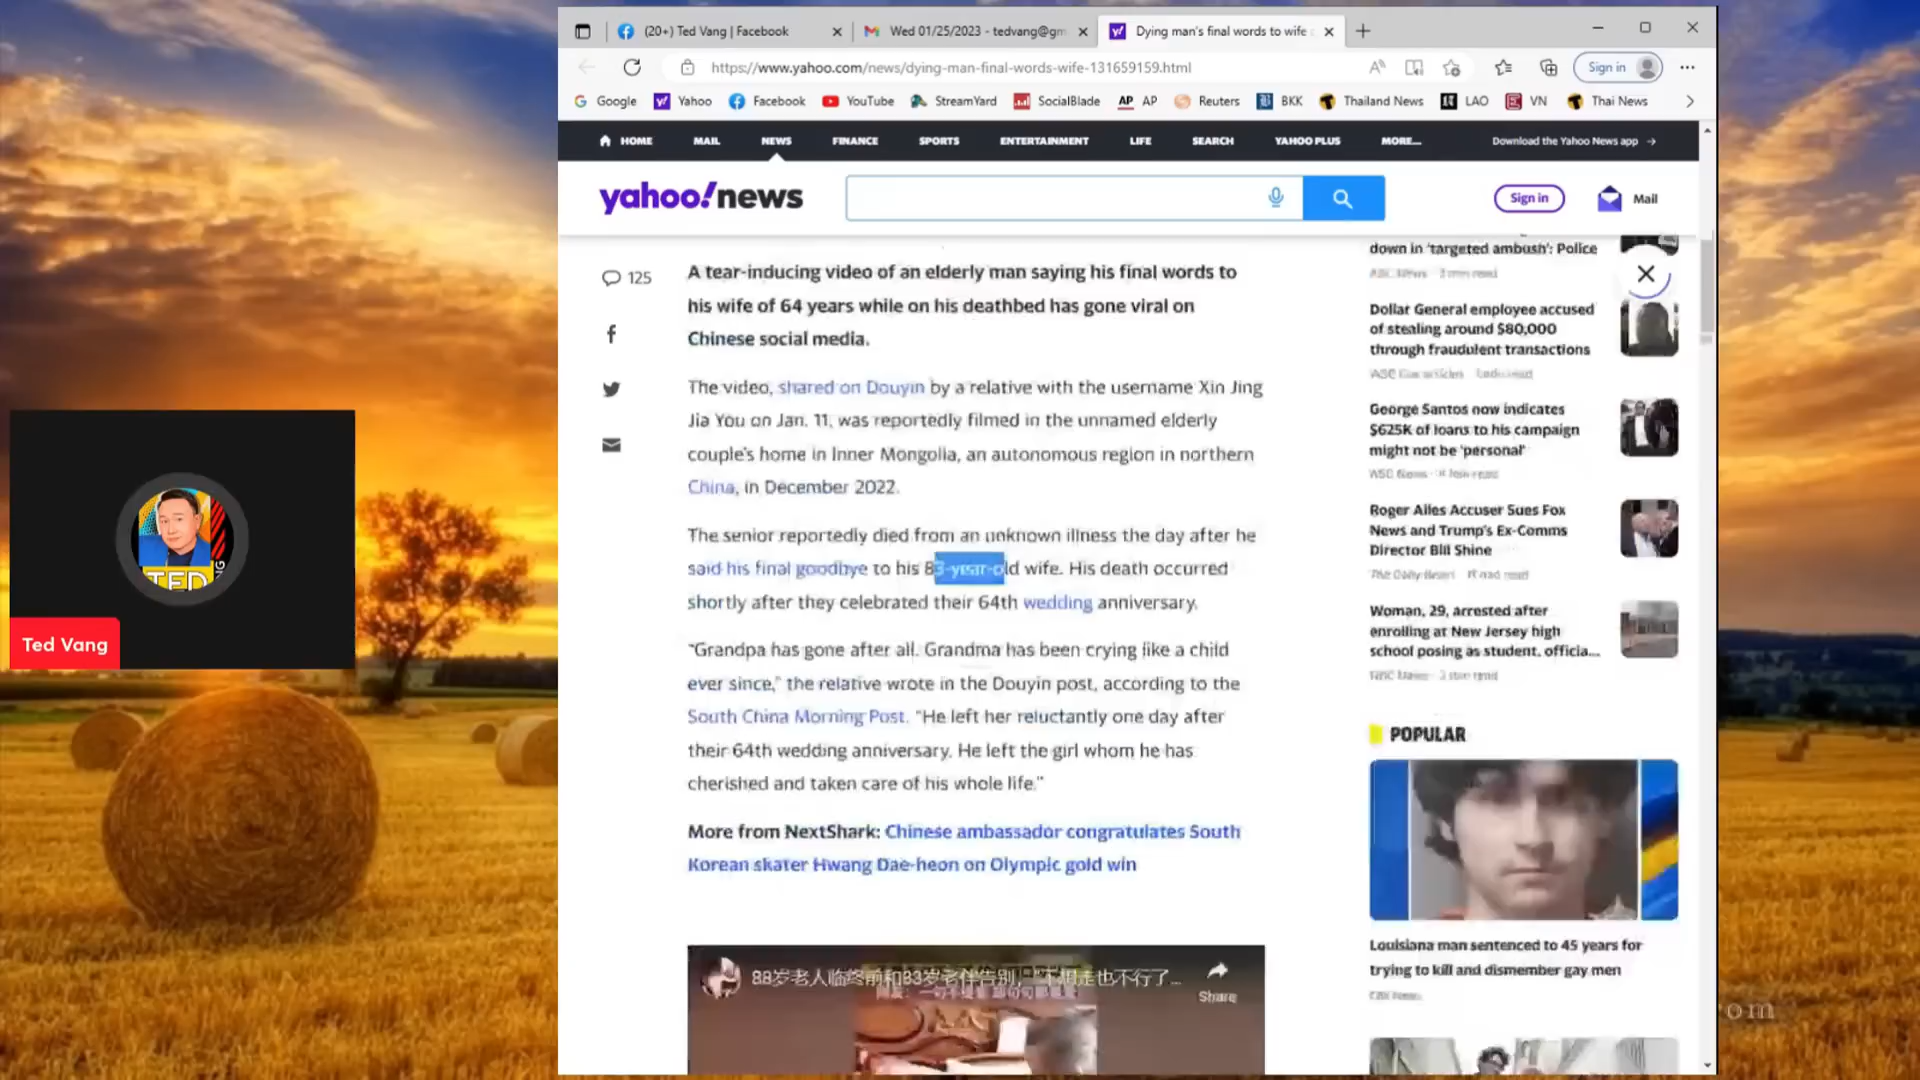 (20+) Ted Vang | Facebook
Wed 01/25/2023 - tedvang@gm
Dying man's final words to wife
https://www.yahoo.com/news/dying-man-final-words-wife-131659159.html
Sign in
Google Yahoo Facebook YouTube StreamYard SocialBlade AP AP Reuters BKK Thailand News LAO VN Thai News
HOME MAIL NEWS FINANCE SPORTS ENTERTAINMENT LIFE SEARCH YAHOO PLUS MORE... Download the Yahoo News app →
yahoo!news
Sign in
Mail
125
A tear-inducing video of an elderly man saying his final words to
his wife of 64 years while on his deathbed has gone viral on
Chinese social media.
The video, shared on Douyin by a relative with the username Xin Jing
Jia You on Jan. 11, was reportedly filmed in the unnamed elderly
couple's home in Inner Mongolia, an autonomous region in northern
China, in December 2022.
The senior reportedly died from an unknown illness the day after he
said his final goodbye to his 83-year-old wife. His death occurred
shortly after they celebrated their 64th wedding anniversary.
"Grandpa has gone after all. Grandma has been crying like a child
ever since," the relative wrote in the Douyin post, according to the
South China Morning Post. "He left her reluctantly one day after
their 64th wedding anniversary. He left the girl whom he has
cherished and taken care of his whole life."
More from NextShark: Chinese ambassador congratulates South
Korean skater Hwang Dae-heon on Olympic gold win
88岁老人临终前和83岁老伴告别，"不想走也不行了...
Share
down in 'targeted ambush': Police
Dollar General employee accused
of stealing around $80,000
through fraudulent transactions
George Santos now indicates
$625K of loans to his campaign
might not be 'personal'
Roger Ailes Accuser Sues Fox
News and Trump's Ex-Comms
Director Bill Shine
Woman, 29, arrested after
enrolling at New Jersey high
school posing as student, officia...
POPULAR
Louisiana man sentenced to 45 years for
trying to kill and dismember gay men
TED
Ted Vang
om